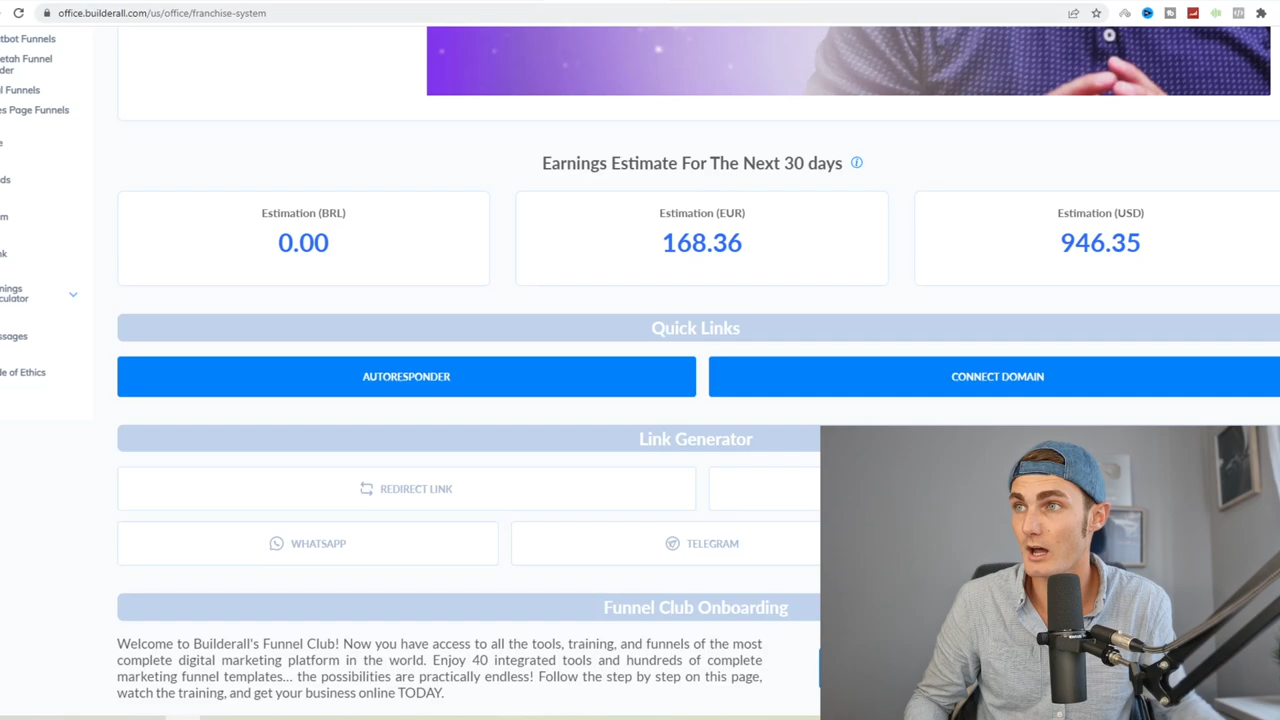 office.builderall.com/us/office/franchise-system
tbot Funnels
etah Funnel
der
l Funnels
es Page Funnels
e
ds
m
nk
nings
culator
ssages
le of Ethics
Earnings Estimate For The Next 30 days
Estimation (BRL)
0.00
Estimation (EUR)
168.36
Estimation (USD)
946.35
Quick Links
AUTORESPONDER
CONNECT DOMAIN
Link Generator
REDIRECT LINK
WHATSAPP
TELEGRAM
Funnel Club Onboarding
Welcome to Builderall's Funnel Club! Now you have access to all the tools, training, and funnels of the most
complete digital marketing platform in the world. Enjoy 40 integrated tools and hundreds of complete
marketing funnel templates... the possibilities are practically endless! Follow the step by step on this page,
watch the training, and get your business online TODAY.